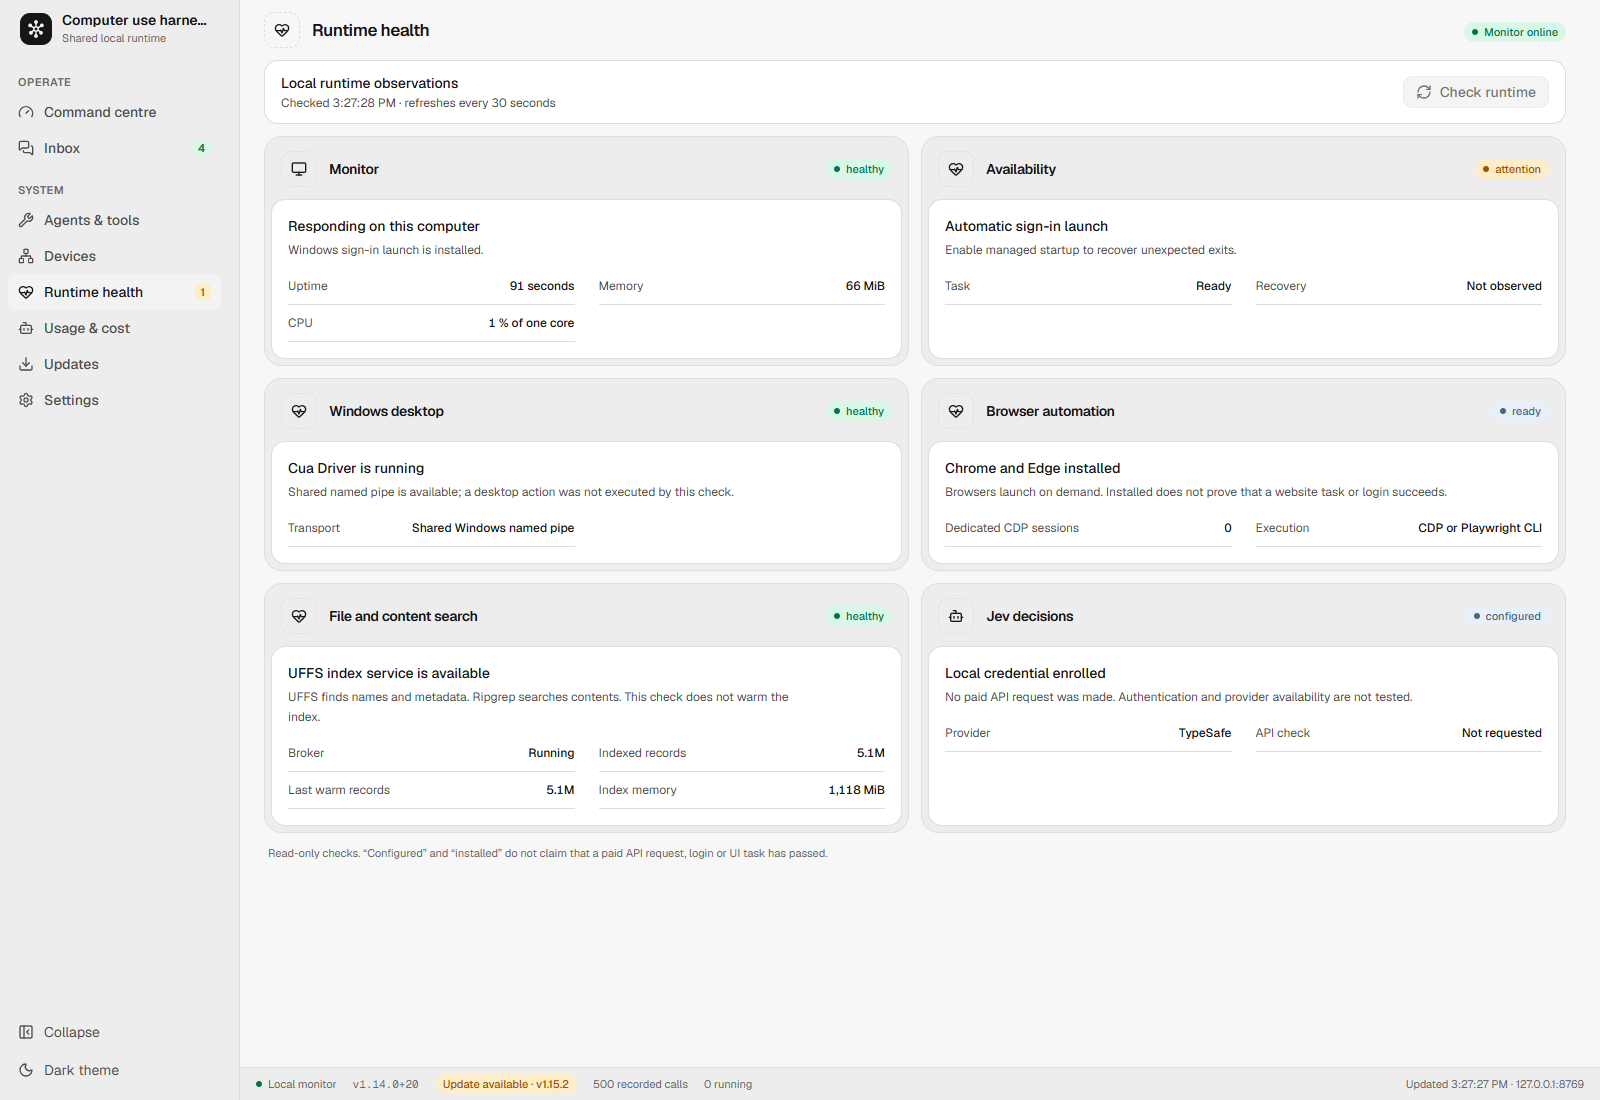 Computer use harne...
Shared local runtime
OPERATE
Command centre
Inbox 4
SYSTEM
Agents & tools
Devices
Runtime health 1
Usage & cost
Updates
Settings
Collapse
Dark theme
Runtime health
Monitor online
Local runtime observations
Checked 3:27:28 PM · refreshes every 30 seconds
Check runtime
Monitor
healthy
Responding on this computer
Windows sign-in launch is installed.
Uptime 91 seconds
Memory 66 MiB
CPU 1 % of one core
Availability
attention
Automatic sign-in launch
Enable managed startup to recover unexpected exits.
Task Ready
Recovery Not observed
Windows desktop
healthy
Cua Driver is running
Shared named pipe is available; a desktop action was not executed by this check.
Transport Shared Windows named pipe
Browser automation
ready
Chrome and Edge installed
Browsers launch on demand. Installed does not prove that a website task or login succeeds.
Dedicated CDP sessions 0
Execution CDP or Playwright CLI
File and content search
healthy
UFFS index service is available
UFFS finds names and metadata. Ripgrep searches contents. This check does not warm the
index.
Broker Running
Indexed records 5.1M
Last warm records 5.1M
Index memory 1,118 MiB
Jev decisions
configured
Local credential enrolled
No paid API request was made. Authentication and provider availability are not tested.
Provider TypeSafe
API check Not requested
Read-only checks. “Configured” and “installed” do not claim that a paid API request, login or UI task has passed.
Local monitor v1.14.0+20 Update available · v1.15.2 500 recorded calls 0 running
Updated 3:27:27 PM · 127.0.0.1:8769